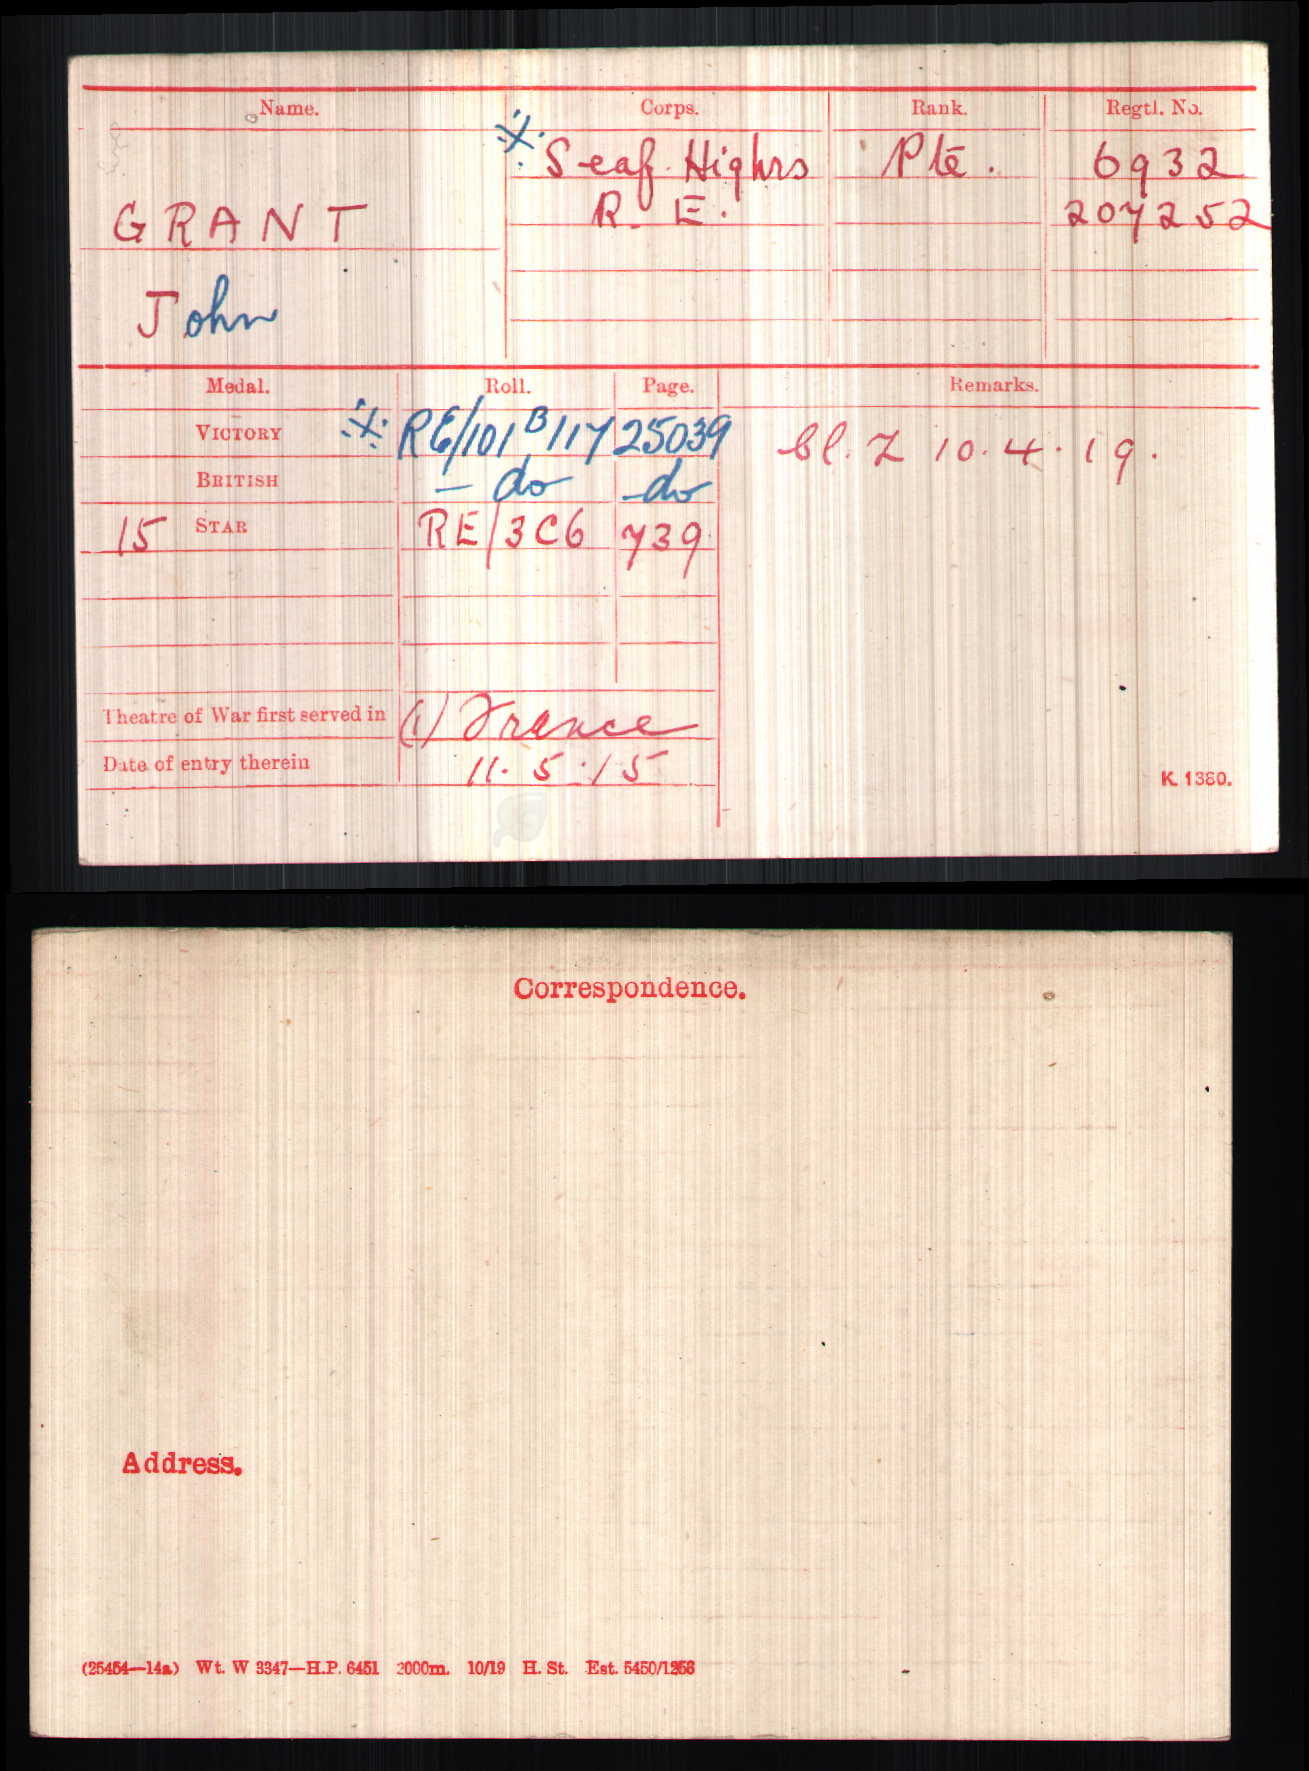 Name. Corps. Rank. Regtl. No.
※ Seaf. Highrs Pte. 6932
GRANT R. E. 207252
John
Medal. Roll. Page. Remarks.
VICTORY ※ RE/101 B 117 25039 Cl. Z 10.4.19.
BRITISH — do — do
15 STAR RE/3C6 739
Theatre of War first served in (1) France
Date of entry therein 11.5.15
K. 1380.
Correspondence.
Address.
(25454—14a) Wt. W 3347—H.P. 6451 2000m. 10/19 H. St. Est. 5450/1256